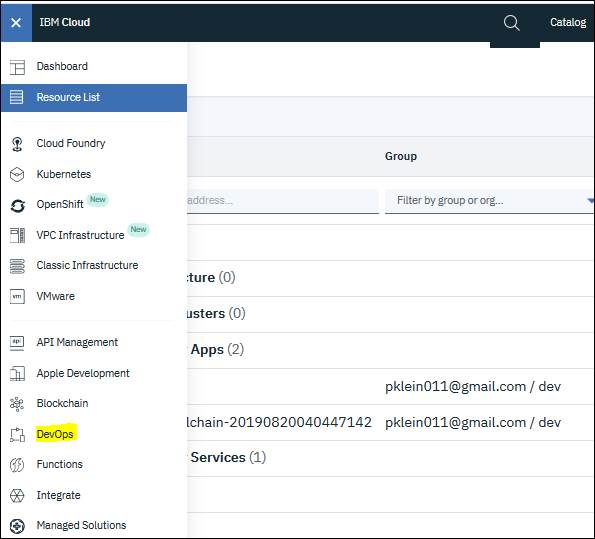 IBM Cloud
Catalog
Dashboard
Resource List
Cloud Foundry
Kubernetes
OpenShift New
VPC Infrastructure New
Classic Infrastructure
vm VMware
api API Management
Apple Development
Blockchain
DevOps
Functions
Integrate
Managed Solutions
Group
address... Filter by group or org...
cture (0)
usters (0)
Apps (2)
pklein011@gmail.com / dev
lchain-20190820040447142 pklein011@gmail.com / dev
Services (1)